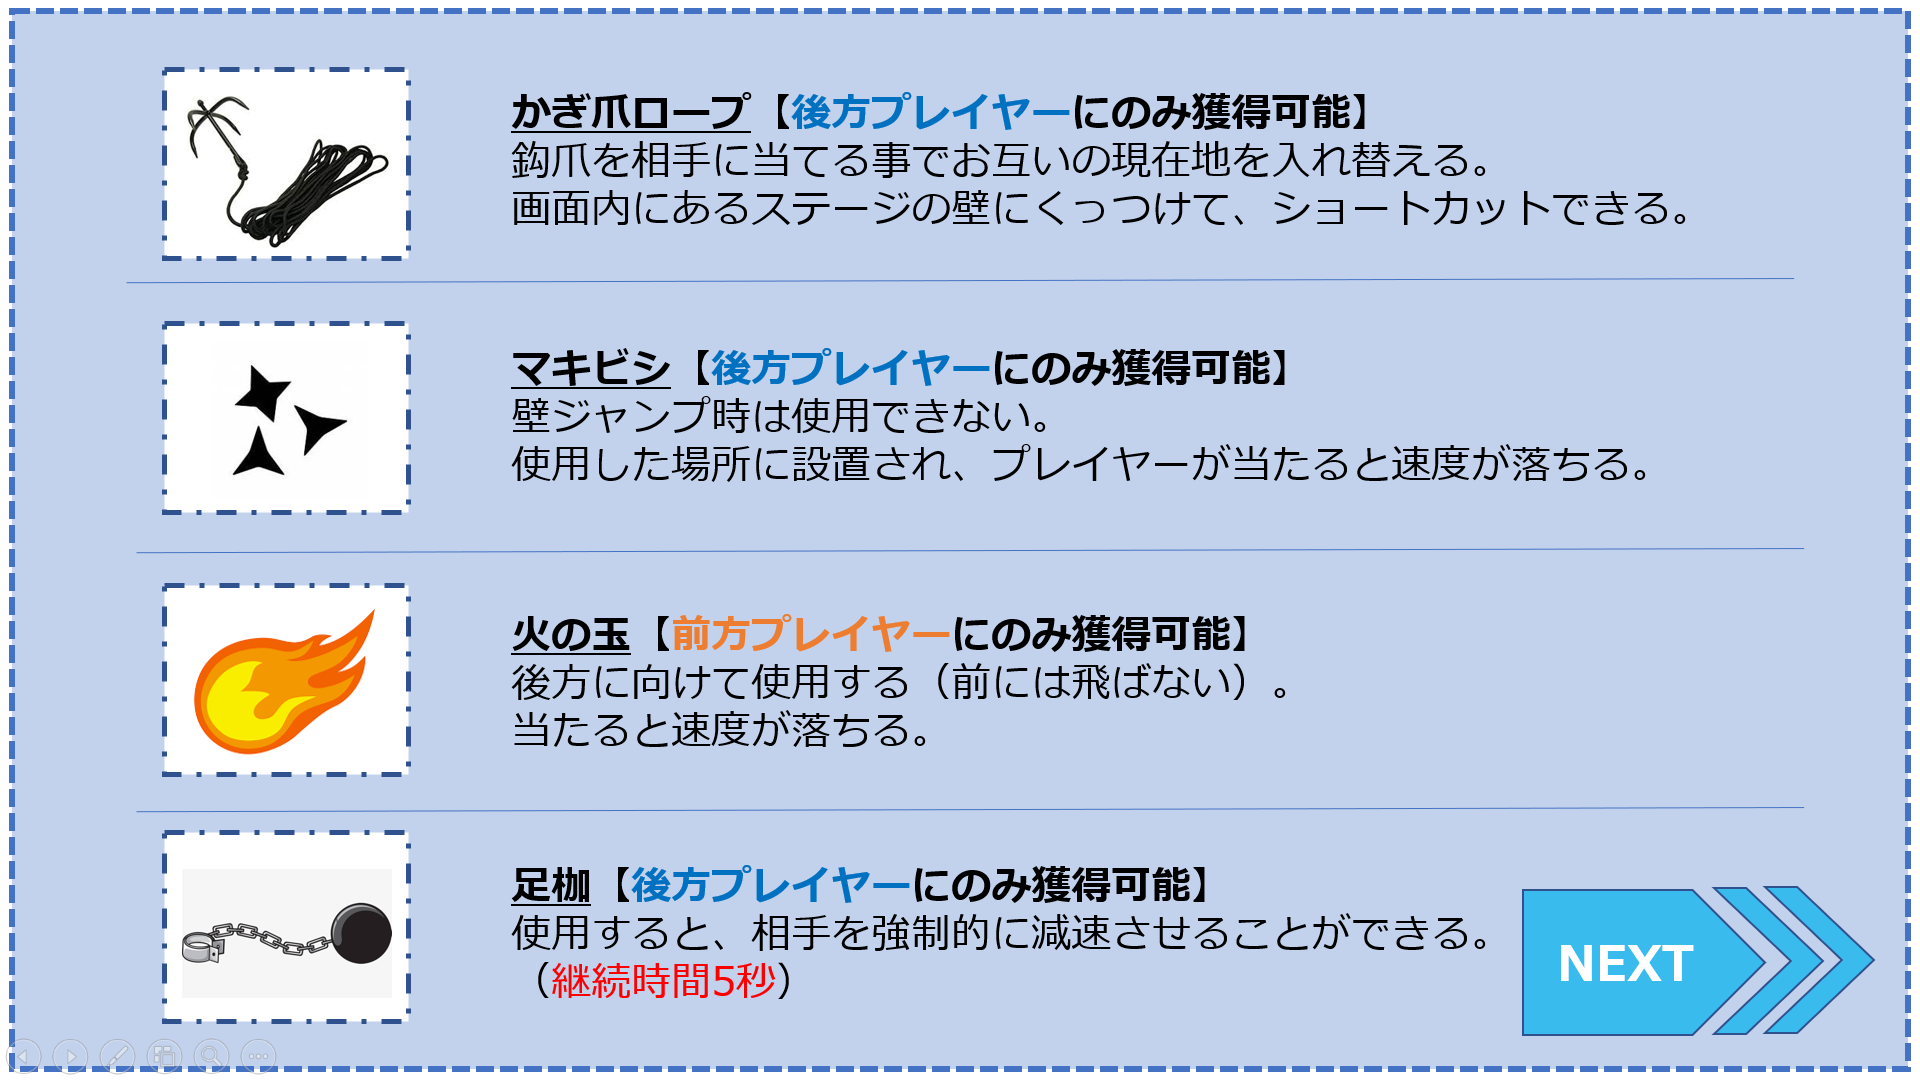 かぎ爪ロープ【後方プレイヤーにのみ獲得可能】
鈎爪を相手に当てる事でお互いの現在地を入れ替える。
画面内にあるステージの壁にくっつけて、ショートカットできる。
マキビシ【後方プレイヤーにのみ獲得可能】
壁ジャンプ時は使用できない。
使用した場所に設置され、プレイヤーが当たると速度が落ちる。
火の玉【前方プレイヤーにのみ獲得可能】
後方に向けて使用する（前には飛ばない）。
当たると速度が落ちる。
足枷【後方プレイヤーにのみ獲得可能】
使用すると、相手を強制的に減速させることができる。
（継続時間5秒）
NEXT